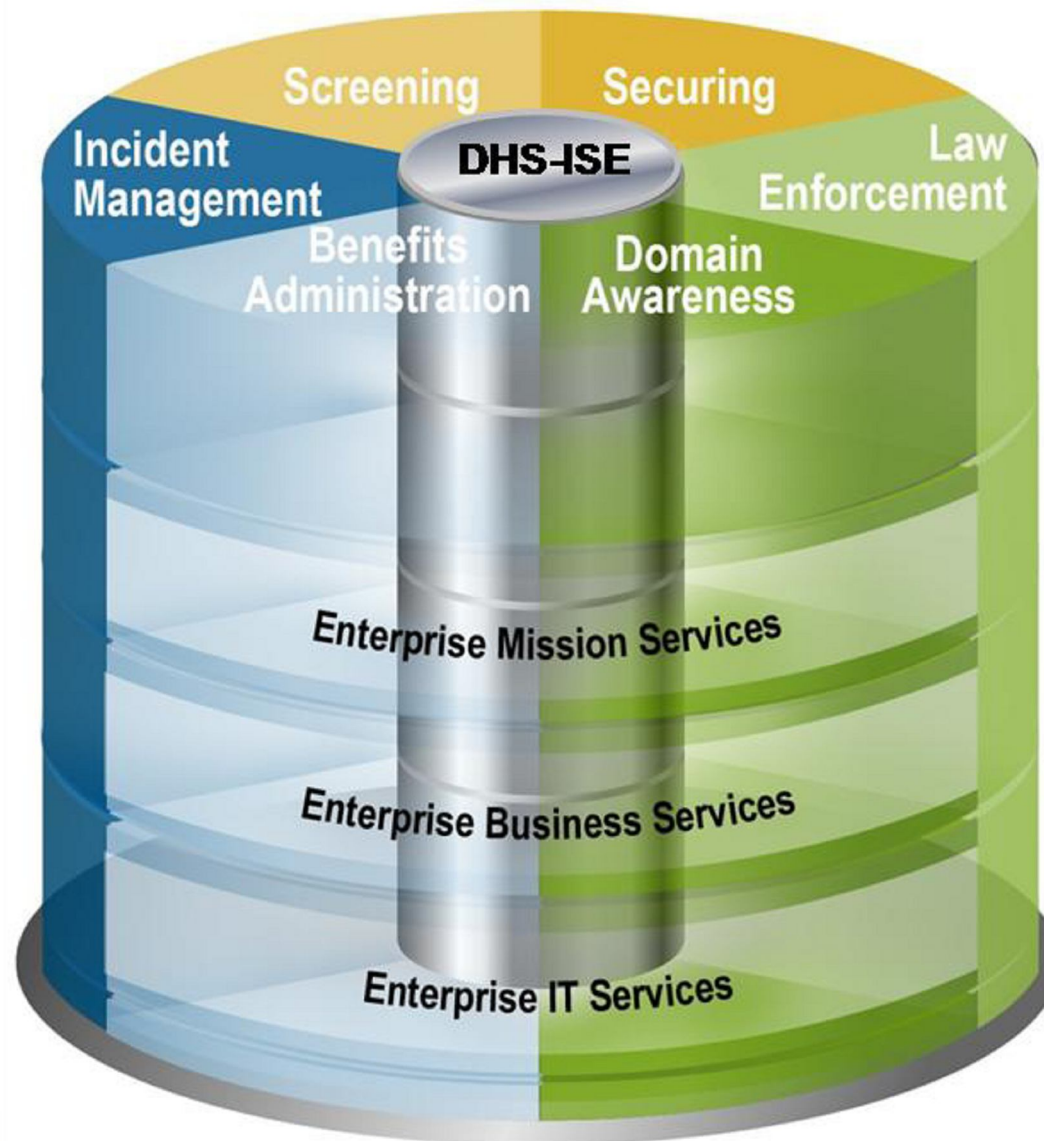 Screening
Securing
Incident
Management
DHS-ISE
Law
Enforcement
Benefits
Administration
Domain
Awareness
Enterprise Mission Services
Enterprise Business Services
Enterprise IT Services